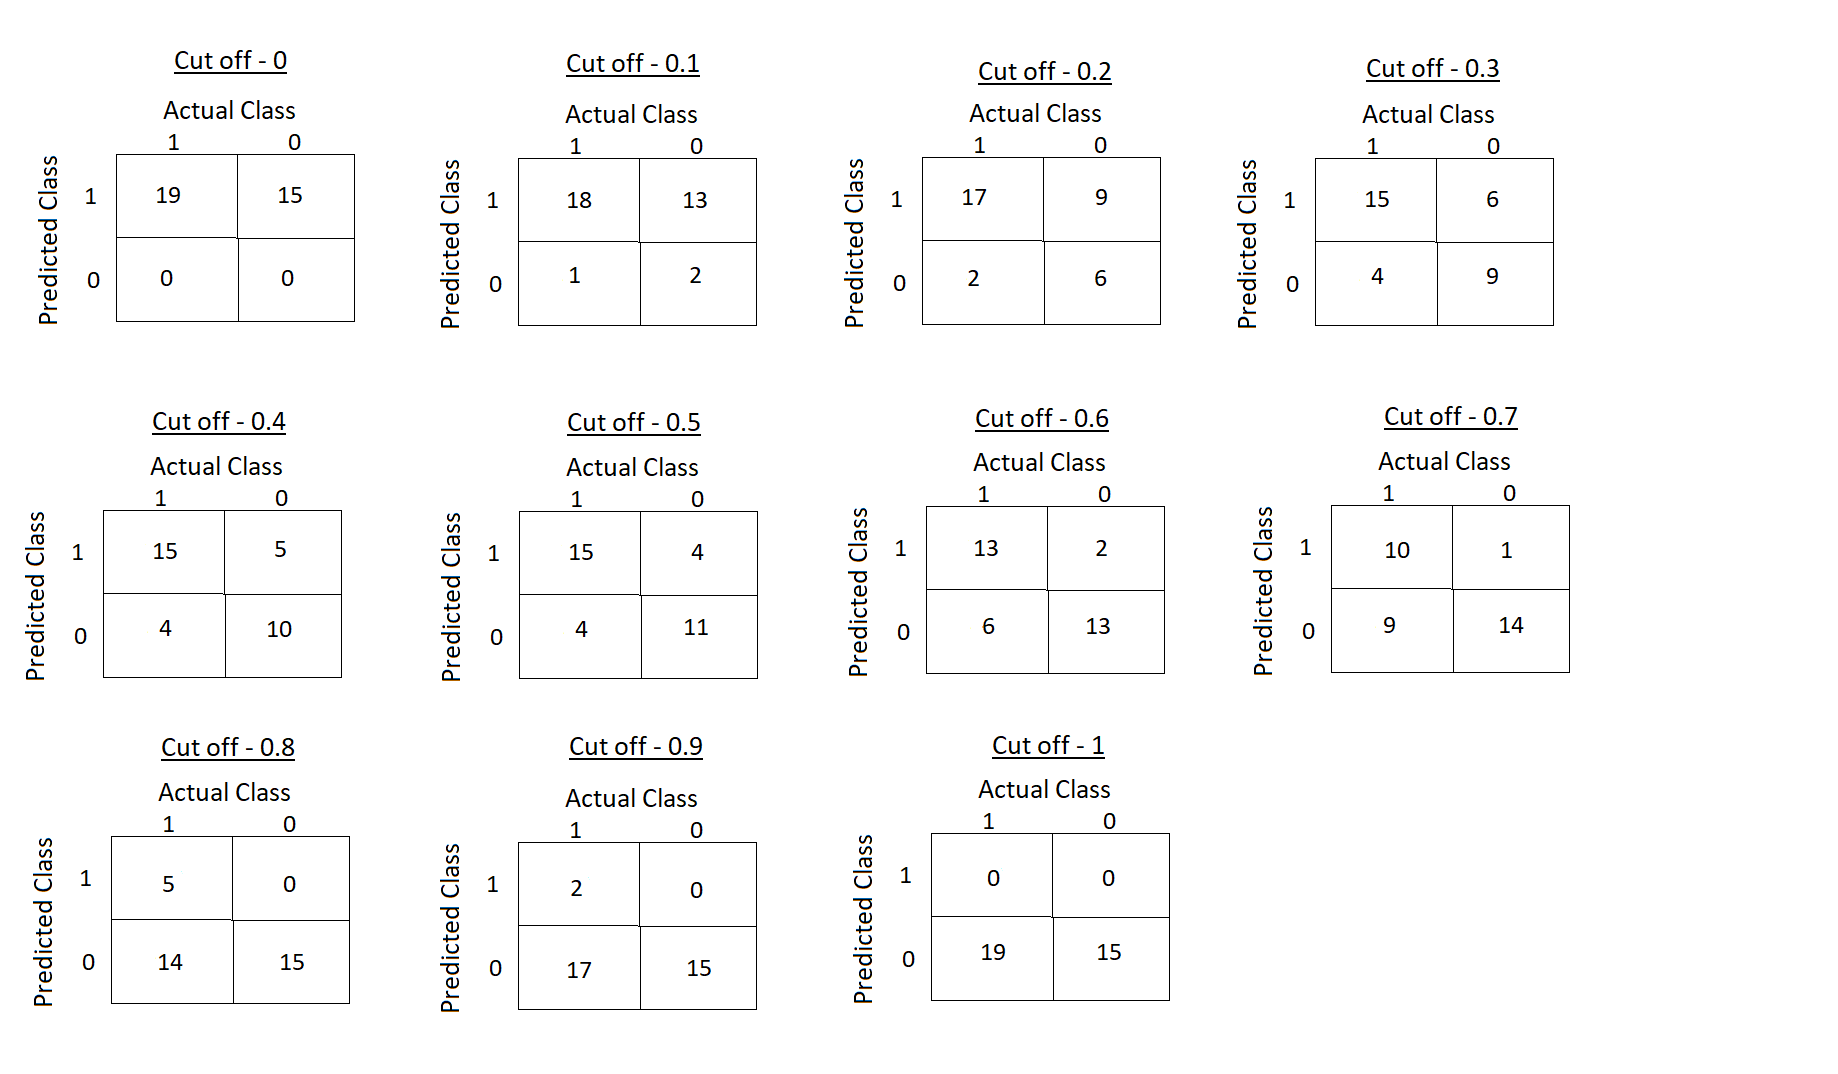 Cut off - 0
Actual Class
1 0
Predicted Class
1 19 15
0 0 0
Cut off - 0.1
Actual Class
1 0
Predicted Class
1 18 13
0 1 2
Cut off - 0.2
Actual Class
1 0
Predicted Class
1 17 9
0 2 6
Cut off - 0.3
Actual Class
1 0
Predicted Class
1 15 6
0 4 9
Cut off - 0.4
Actual Class
1 0
Predicted Class
1 15 5
0 4 10
Cut off - 0.5
Actual Class
1 0
Predicted Class
1 15 4
0 4 11
Cut off - 0.6
Actual Class
1 0
Predicted Class
1 13 2
0 6 13
Cut off - 0.7
Actual Class
1 0
Predicted Class
1 10 1
0 9 14
Cut off - 0.8
Actual Class
1 0
Predicted Class
1 5 0
0 14 15
Cut off - 0.9
Actual Class
1 0
Predicted Class
1 2 0
0 17 15
Cut off - 1
Actual Class
1 0
Predicted Class
1 0 0
0 19 15